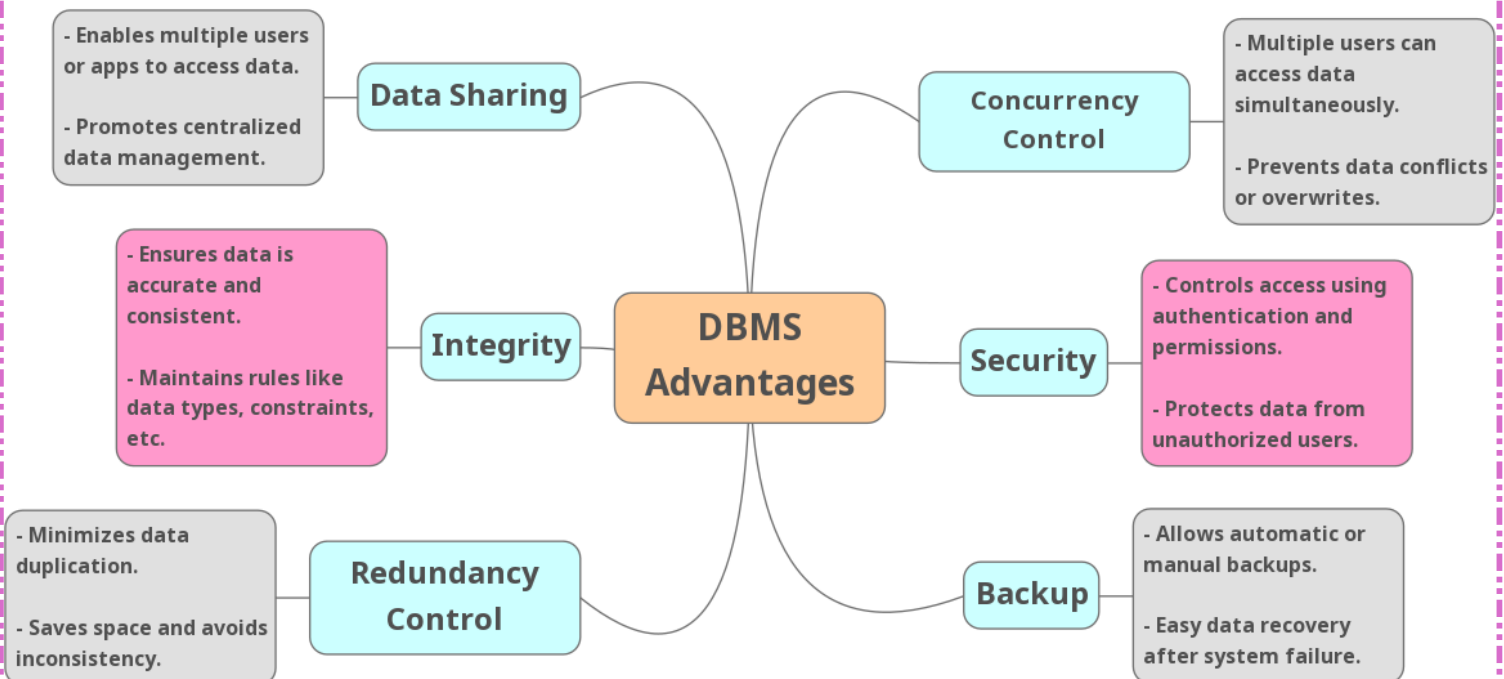 - Enables multiple users
or apps to access data.
- Promotes centralized
data management.
Data Sharing
Concurrency
Control
- Multiple users can
access data
simultaneously.
- Prevents data conflicts
or overwrites.
- Ensures data is
accurate and
consistent.
- Maintains rules like
data types, constraints,
etc.
Integrity
DBMS
Advantages
Security
- Controls access using
authentication and
permissions.
- Protects data from
unauthorized users.
- Minimizes data
duplication.
- Saves space and avoids
inconsistency.
Redundancy
Control
Backup
- Allows automatic or
manual backups.
- Easy data recovery
after system failure.